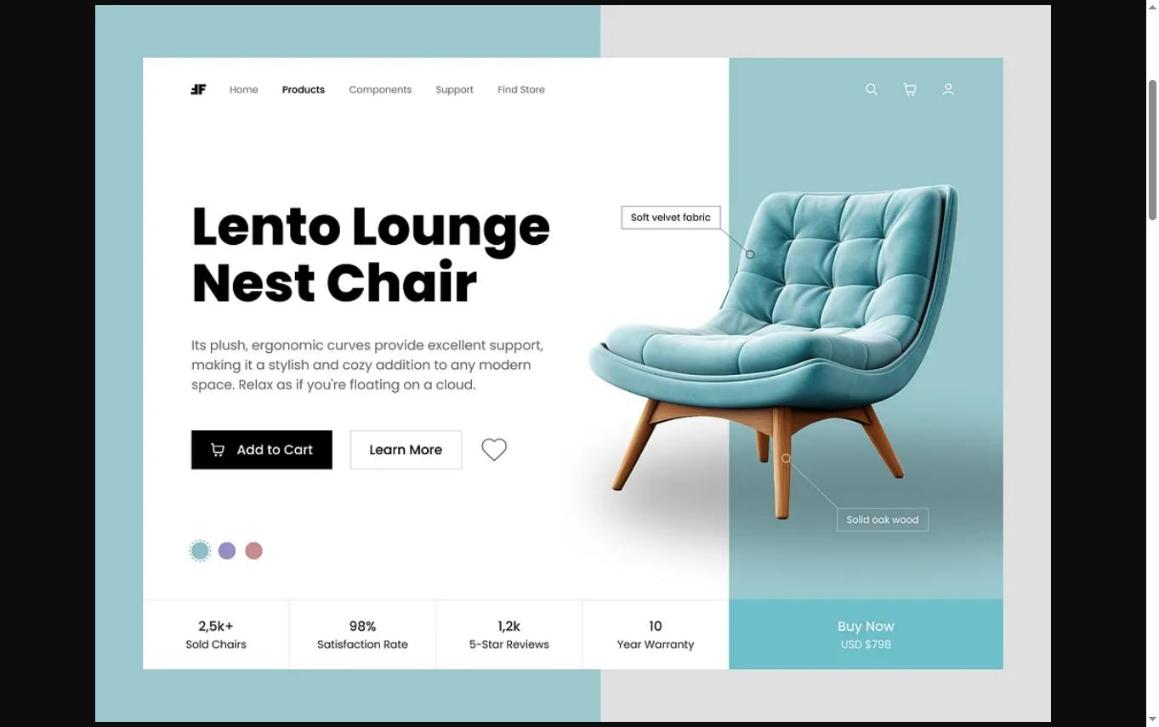 Home Products Components Support Find Store
Lento Lounge
Nest Chair
Its plush, ergonomic curves provide excellent support,
making it a stylish and cozy addition to any modern
space. Relax as if you're floating on a cloud.
Add to Cart
Learn More
Soft velvet fabric
Solid oak wood
2,5k+
Sold Chairs
98%
Satisfaction Rate
1,2k
5-Star Reviews
10
Year Warranty
Buy Now
USD $798